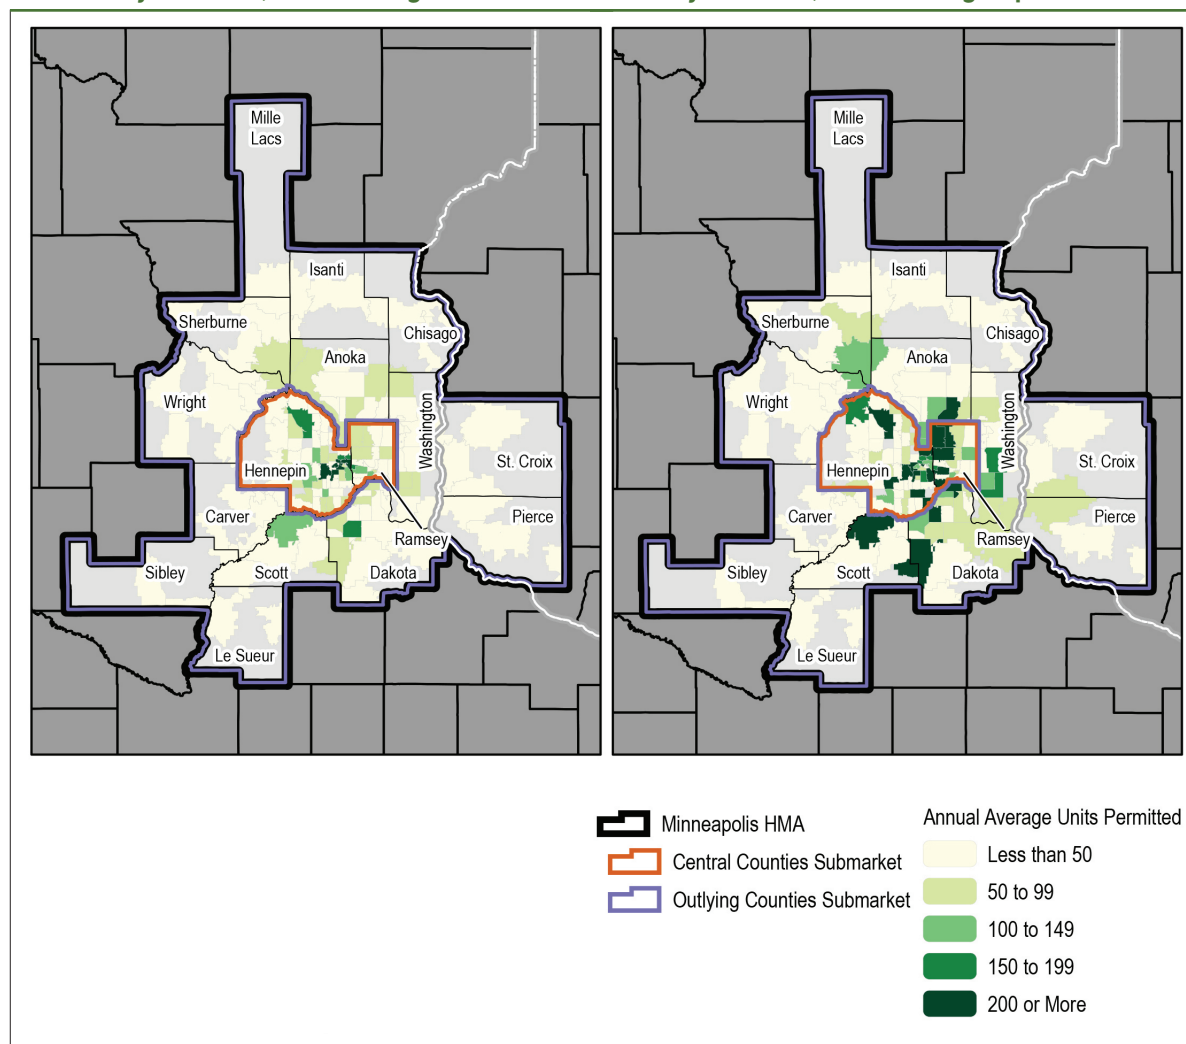 Mille
Lacs
Isanti
Sherburne
Chisago
Anoka
Wright
Washington
Hennepin
St. Croix
Carver
Pierce
Ramsey
Sibley
Scott
Dakota
Le Sueur
Mille
Lacs
Isanti
Sherburne
Chisago
Anoka
Wright
Washington
Hennepin
St. Croix
Carver
Pierce
Ramsey
Sibley
Scott
Dakota
Le Sueur
Minneapolis HMA
Central Counties Submarket
Outlying Counties Submarket
Annual Average Units Permitted
Less than 50
50 to 99
100 to 149
150 to 199
200 or More